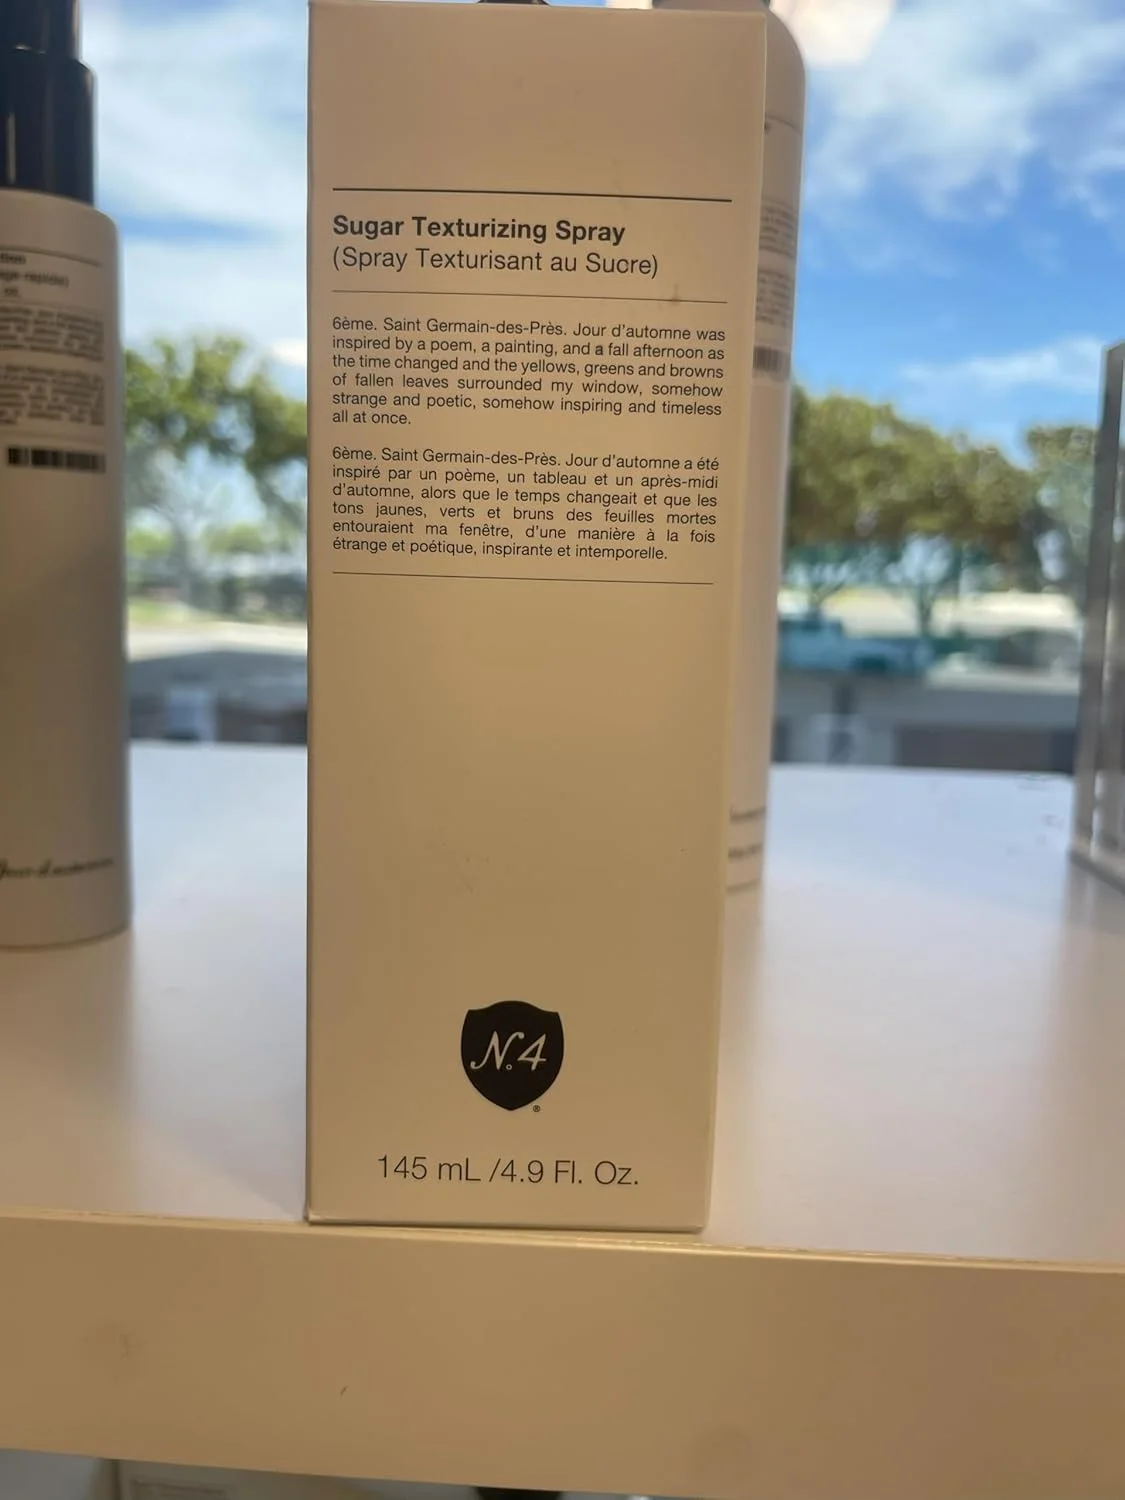 Sugar Texturizing Spray
(Spray Texturisant au Sucre)
6ème. Saint Germain-des-Près. Jour d'automne was
inspired by a poem, a painting, and a fall afternoon as
the time changed and the yellows, greens and browns
of fallen leaves surrounded my window, somehow
strange and poetic, somehow inspiring and timeless
all at once.
6ème. Saint Germain-des-Près. Jour d'automne a été
inspiré par un poème, un tableau et un après-midi
d'automne, alors que le temps changeait et que les
tons jaunes, verts et bruns des feuilles mortes
entouraient ma fenêtre, d'une manière à la fois
étrange et poétique, inspirante et intemporelle.
N.4
®
145 mL /4.9 Fl. Oz.